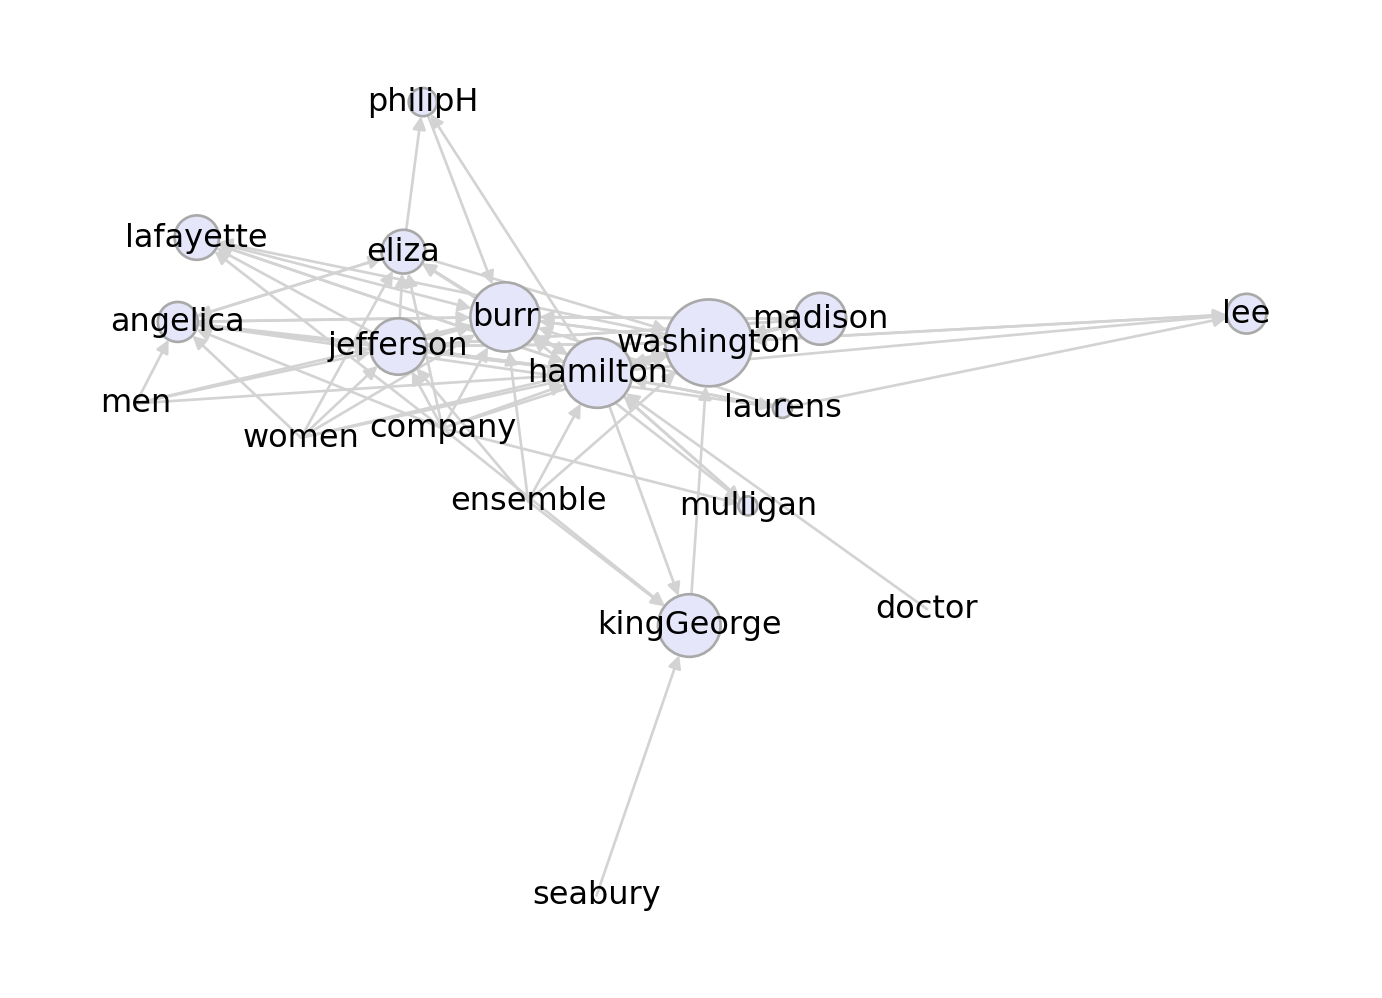 philipH
lafayette
eliza
angelica
burr
madison
lee
jefferson
washington
hamilton
men
laurens
women
company
ensemble
mulligan
doctor
kingGeorge
seabury